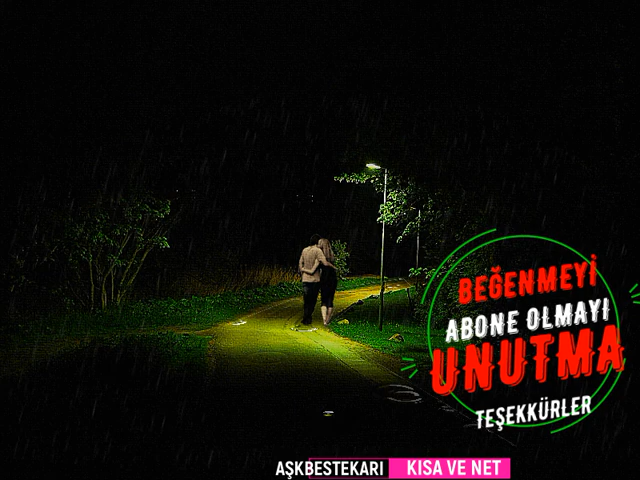 BEĞENMEYİ
ABONE OLMAYI
UNUTMA
TEŞEKKÜRLER
AŞKBESTEKARI KISA VE NET